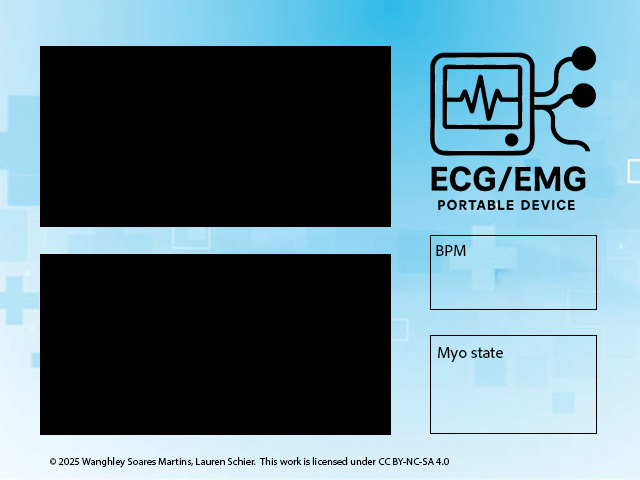 ECG/EMG
PORTABLE DEVICE
BPM
Myo state
© 2025 Wanghley Soares Martins, Lauren Schier. This work is licensed under CC BY-NC-SA 4.0